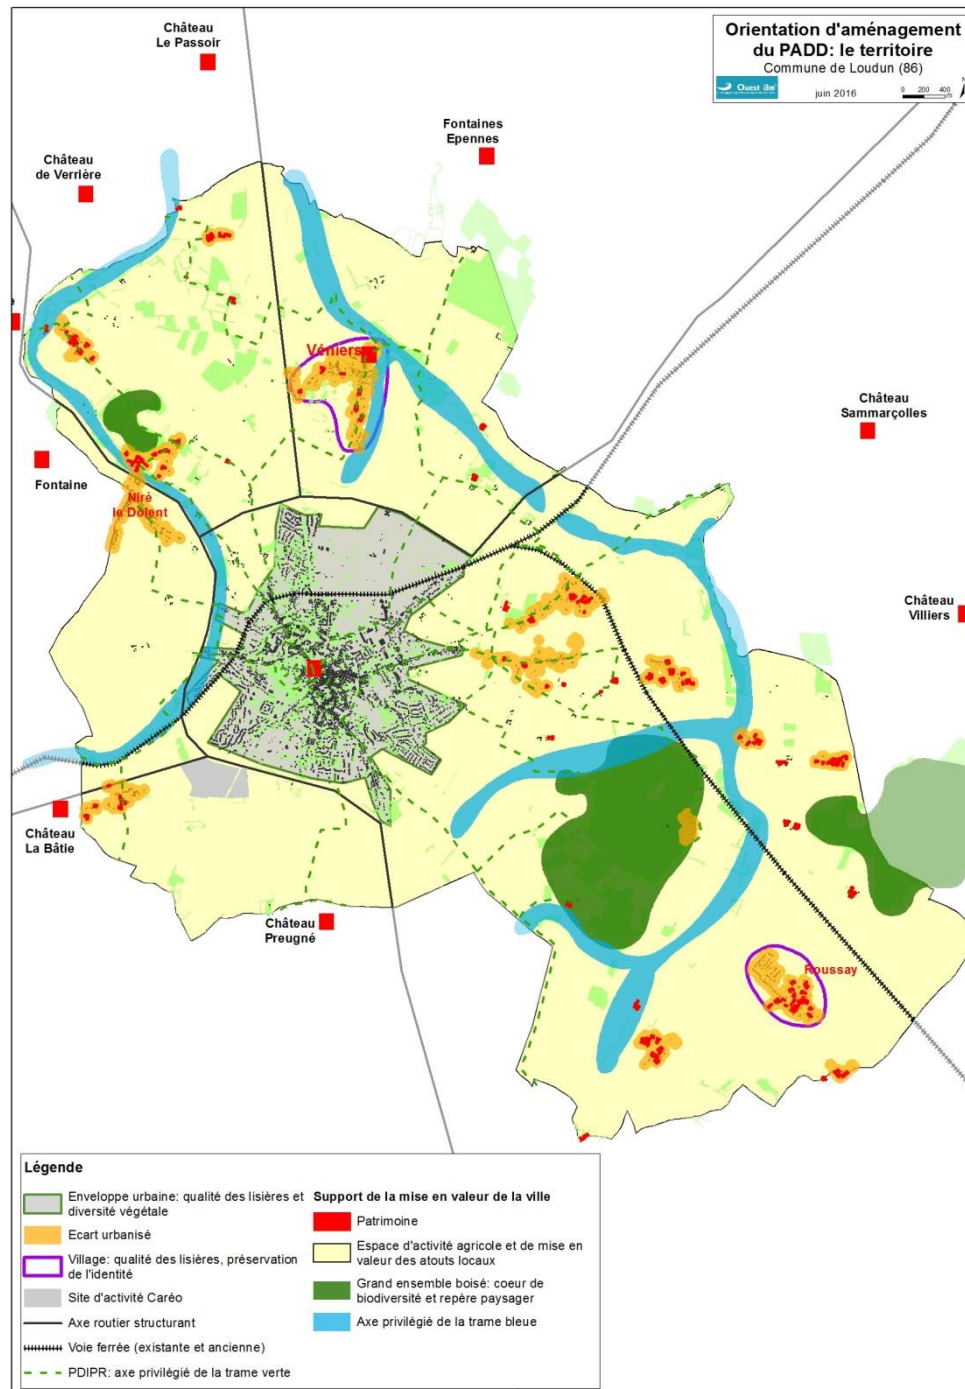 Orientation d'aménagement
du PADD: le territoire
Commune de Loudun (86)
Ouest am'
juin 2016
0 200 400
m
N
Château
Le Passoir
Fontaines
Epennes
Château
de Verrière
Véniers
Château
Sammarçolles
Fontaine
Niré
le Dolent
Château
Villiers
Château
La Bâtie
Château
Preugné
Roussay
Légende
Enveloppe urbaine: qualité des lisières et
diversité végétale
Ecart urbanisé
Village: qualité des lisières, préservation
de l'identité
Site d'activité Caréo
Axe routier structurant
Voie ferrée (existante et ancienne)
PDIPR: axe privilégié de la trame verte
Support de la mise en valeur de la ville
Patrimoine
Espace d'activité agricole et de mise en
valeur des atouts locaux
Grand ensemble boisé: coeur de
biodiversité et repère paysager
Axe privilégié de la trame bleue